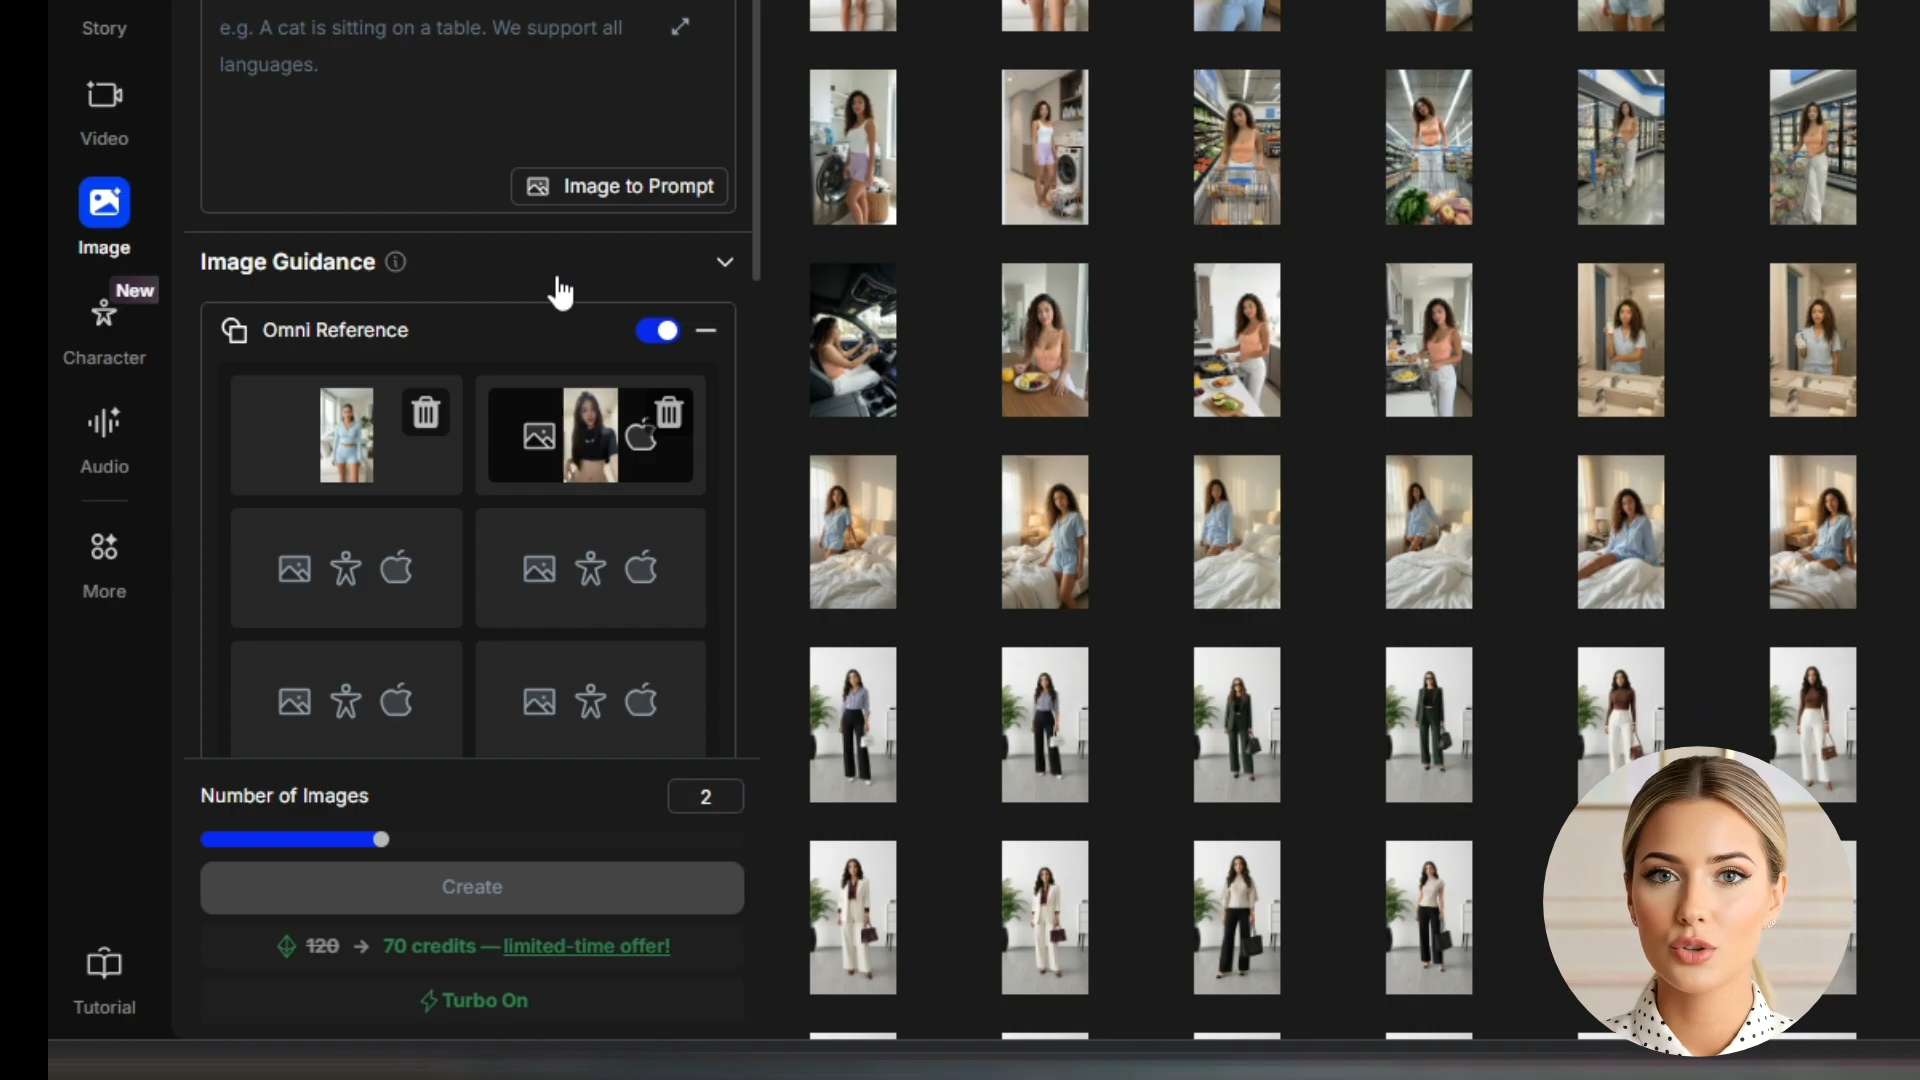 Story
e.g. A cat is sitting on a table. We support all
languages.
Video
Image to Prompt
Image
Image Guidance
New
Character
Omni Reference
Audio
More
Number of Images
2
Create
120 → 70 credits — limited-time offer!
Turbo On
Tutorial